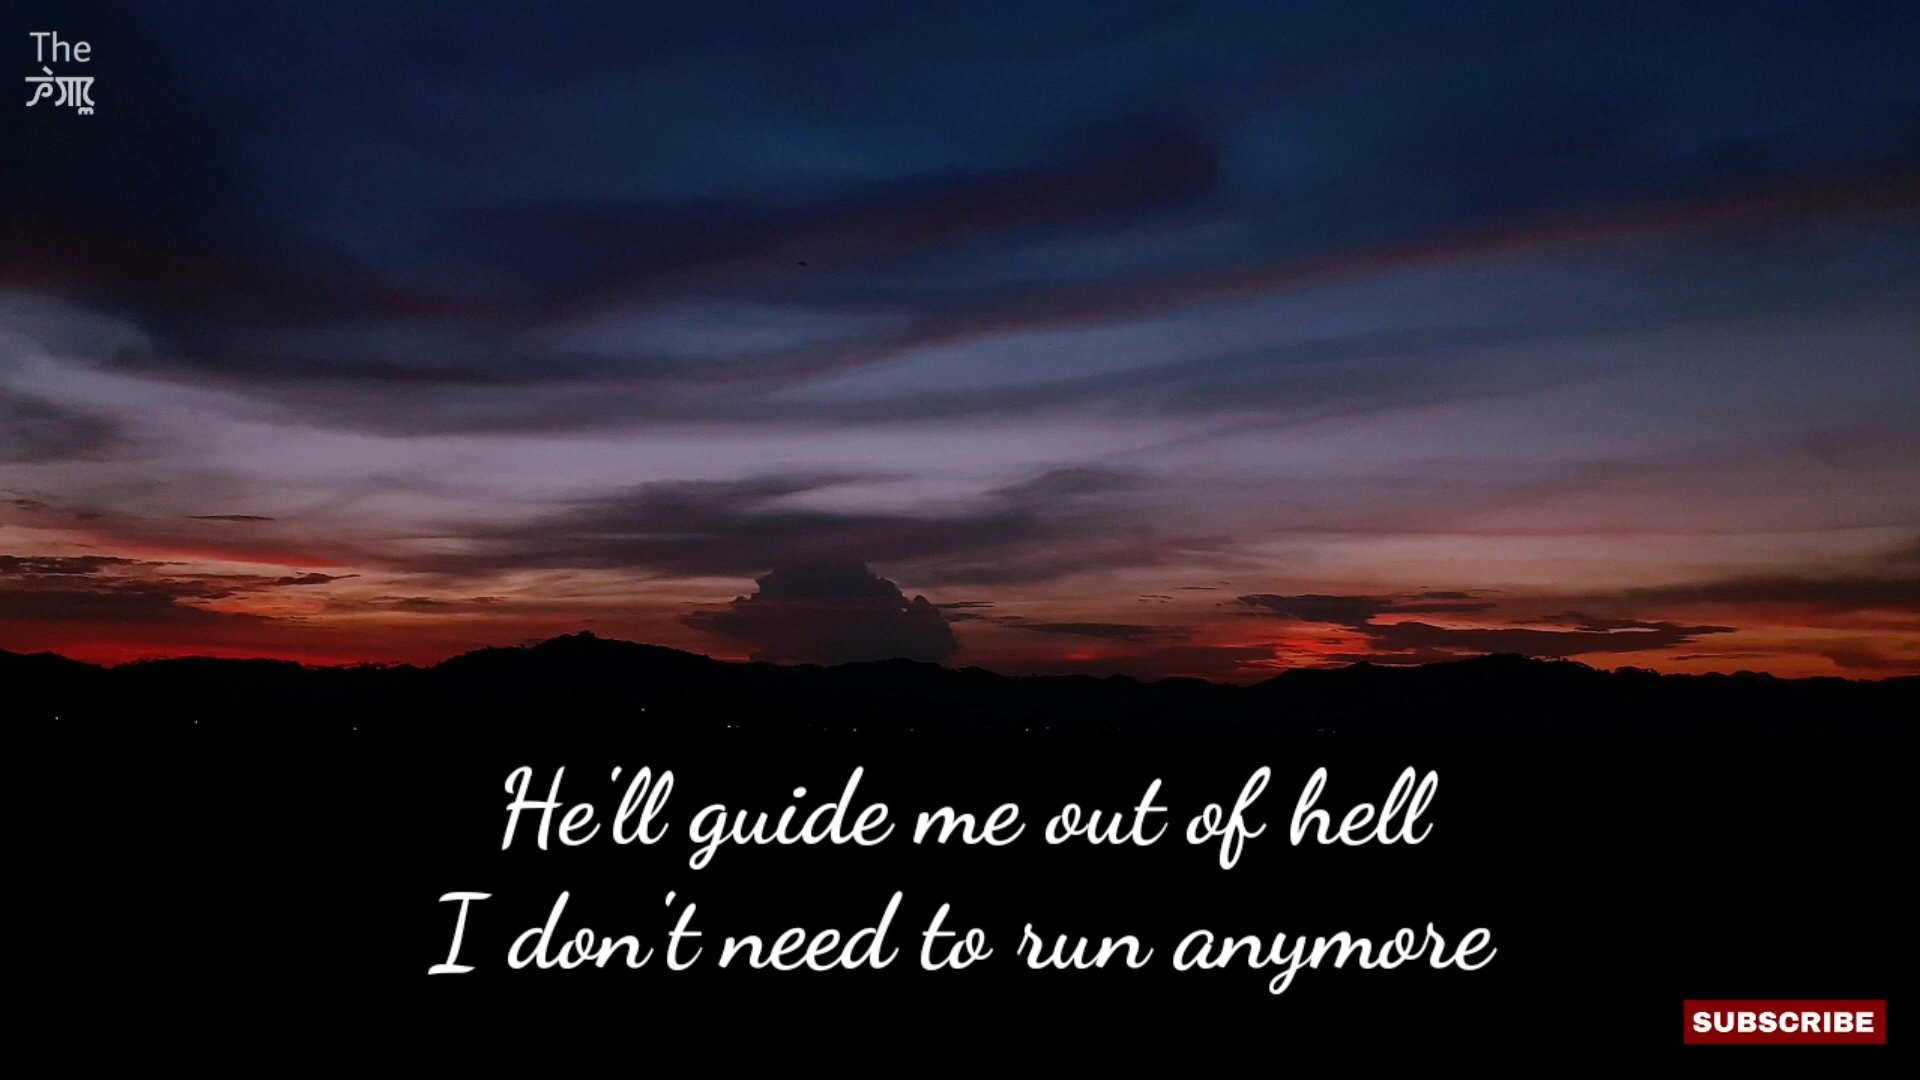 The
He'll guide me out of hell
I don't need to run anymore
SUBSCRIBE